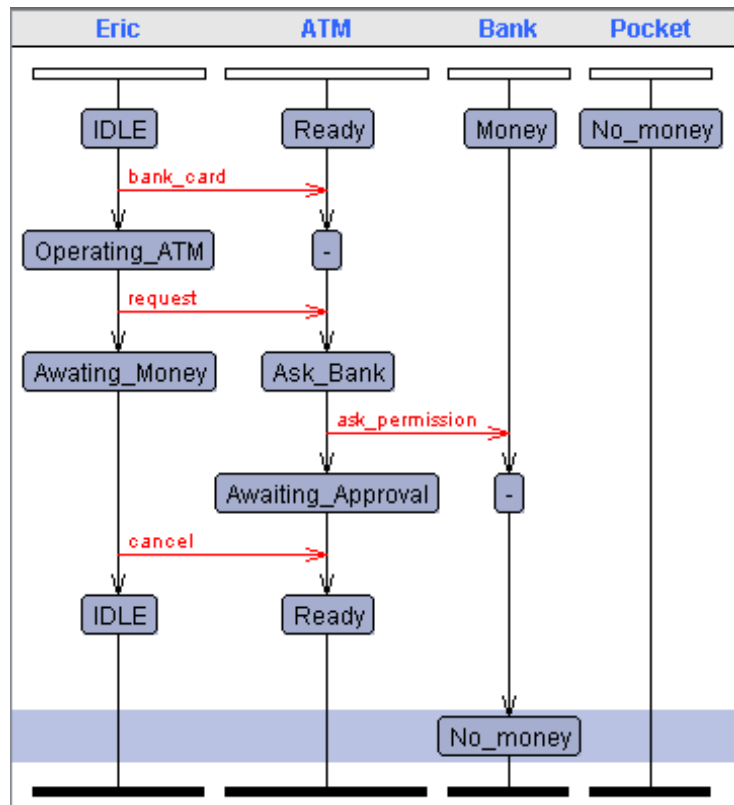 Eric ATM Bank Pocket
IDLE Ready Money No_money
bank_card
Operating_ATM -
request
Awating_Money Ask_Bank
ask_permission
Awaiting_Approval -
cancel
IDLE Ready
No_money